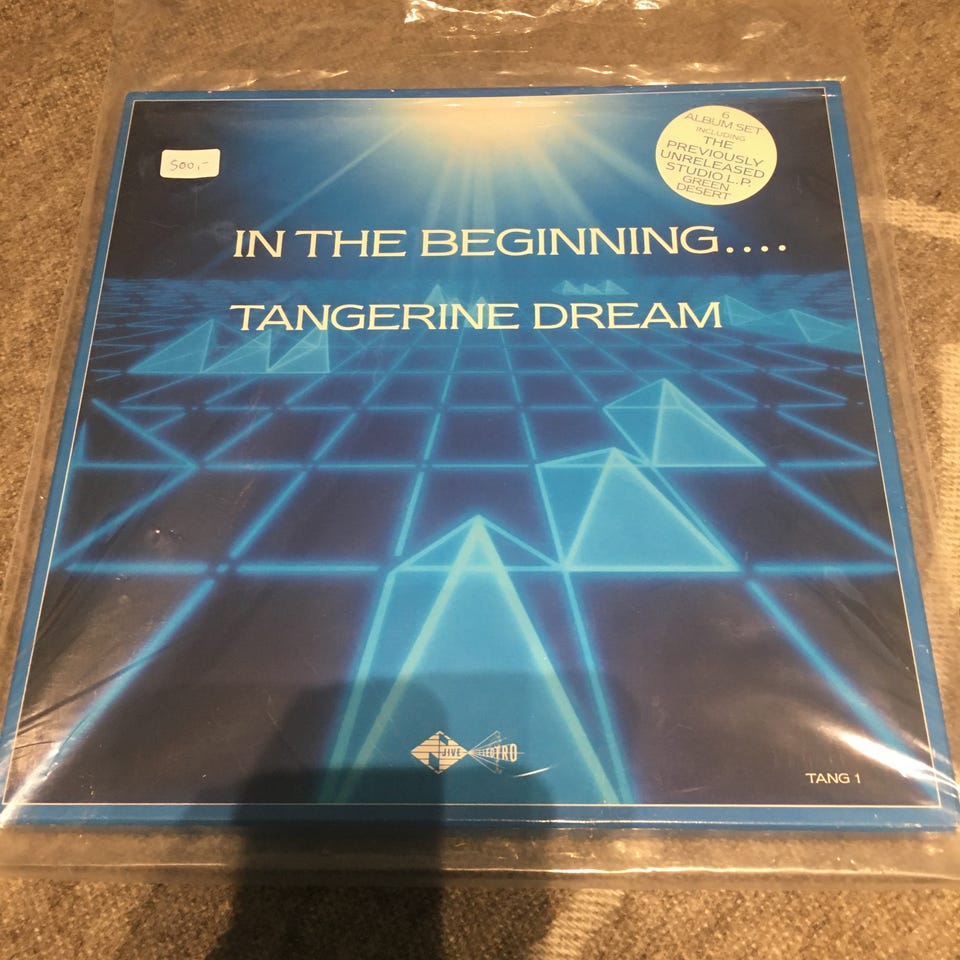 500,-
6
ALBUM SET
INCLUDING
THE
PREVIOUSLY
UNRELEASED
STUDIO L.P.
GREEN
DESERT
IN THE BEGINNING....
TANGERINE DREAM
JIVE ELECTRO
TANG 1